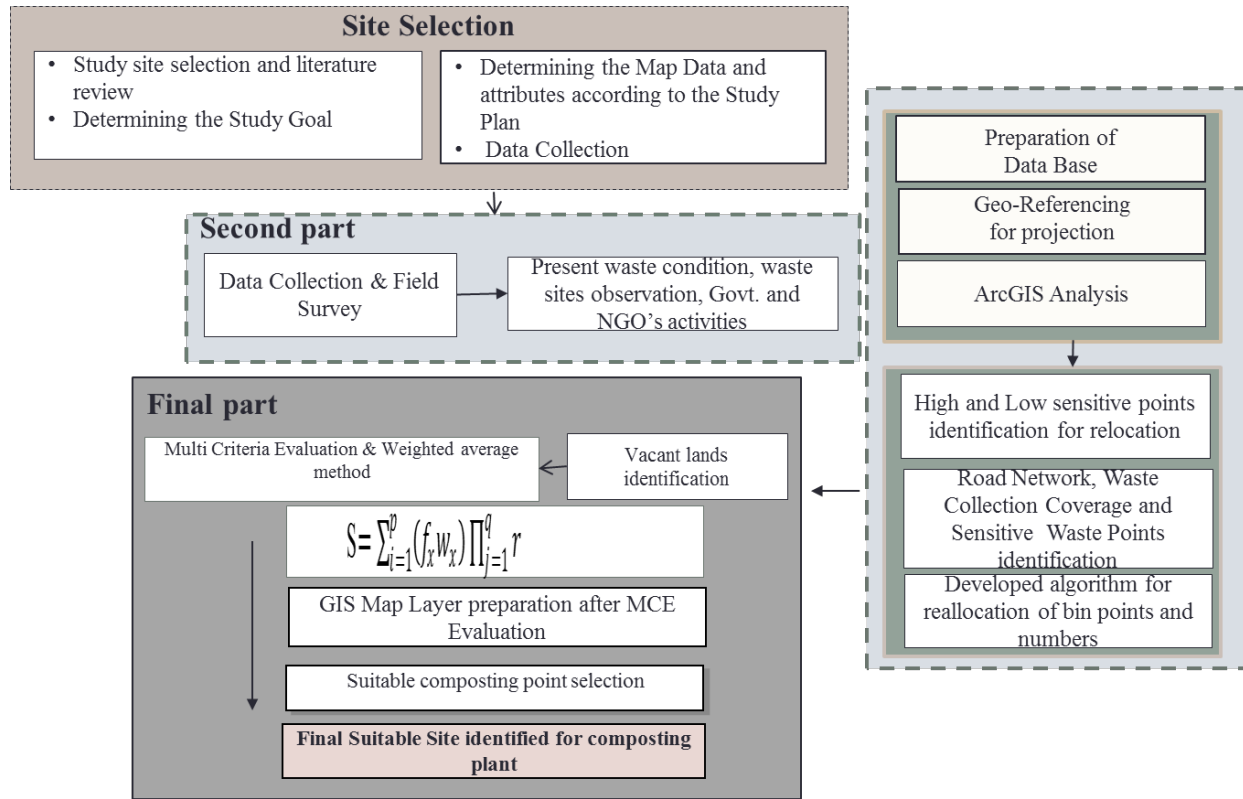 Site Selection
• Study site selection and literature
review
• Determining the Study Goal
• Determining the Map Data and
attributes according to the Study
Plan
• Data Collection
Second part
Data Collection & Field
Survey
Present waste condition, waste
sites observation, Govt. and
NGO's activities
Preparation of
Data Base
Geo-Referencing
for projection
ArcGIS Analysis
High and Low sensitive points
identification for relocation
Road Network, Waste
Collection Coverage and
Sensitive Waste Points
identification
Developed algorithm for
reallocation of bin points and
numbers
Final part
Multi Criteria Evaluation & Weighted average
method
Vacant lands
identification
S=∑_{i=1}^{p}(f_x w_x)∏_{j=1}^{q} r
GIS Map Layer preparation after MCE
Evaluation
Suitable composting point selection
Final Suitable Site identified for composting
plant